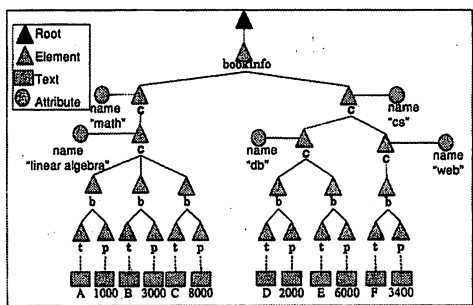 Root
Element
Text
Attribute
bookinfo
name
"math"
c
c
name
"cs"
name
"linear algebra"
c
name
"db"
c
c
name
"web"
b b b b b b
t p t p t p t p t p t p
A 1000 B 3000 C 8000 D 2000 E 6000 F 3400